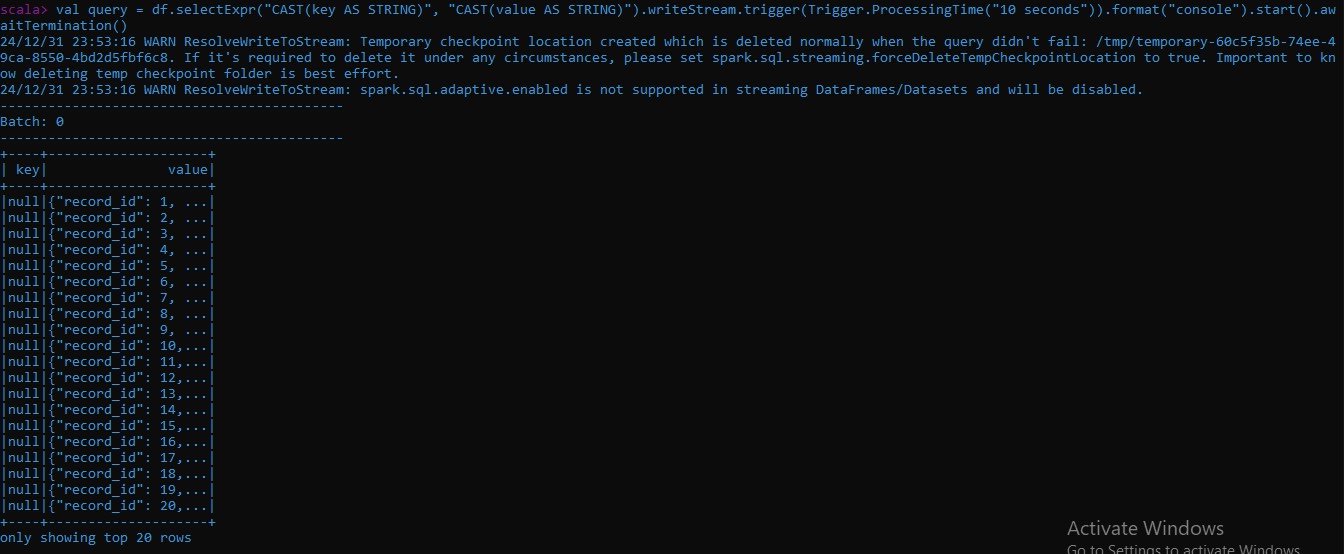 scala> val query = df.selectExpr("CAST(key AS STRING)", "CAST(value AS STRING)").writeStream.trigger(Trigger.ProcessingTime("10 seconds")).format("console").start().aw
aitTermination()
24/12/31 23:53:16 WARN ResolveWriteToStream: Temporary checkpoint location created which is deleted normally when the query didn't fail: /tmp/temporary-60c5f35b-74ee-4
9ca-8550-4bd2d5fbf6c8. If it's required to delete it under any circumstances, please set spark.sql.streaming.forceDeleteTempCheckpointLocation to true. Important to kn
ow deleting temp checkpoint folder is best effort.
24/12/31 23:53:16 WARN ResolveWriteToStream: spark.sql.adaptive.enabled is not supported in streaming DataFrames/Datasets and will be disabled.
-------------------------------------------
Batch: 0
-------------------------------------------
+----+--------------------+
| key|               value|
+----+--------------------+
|null|{"record_id": 1, ...|
|null|{"record_id": 2, ...|
|null|{"record_id": 3, ...|
|null|{"record_id": 4, ...|
|null|{"record_id": 5, ...|
|null|{"record_id": 6, ...|
|null|{"record_id": 7, ...|
|null|{"record_id": 8, ...|
|null|{"record_id": 9, ...|
|null|{"record_id": 10,...|
|null|{"record_id": 11,...|
|null|{"record_id": 12,...|
|null|{"record_id": 13,...|
|null|{"record_id": 14,...|
|null|{"record_id": 15,...|
|null|{"record_id": 16,...|
|null|{"record_id": 17,...|
|null|{"record_id": 18,...|
|null|{"record_id": 19,...|
|null|{"record_id": 20,...|
+----+--------------------+
only showing top 20 rows
Activate Windows
Go to Settings to activate Windows.